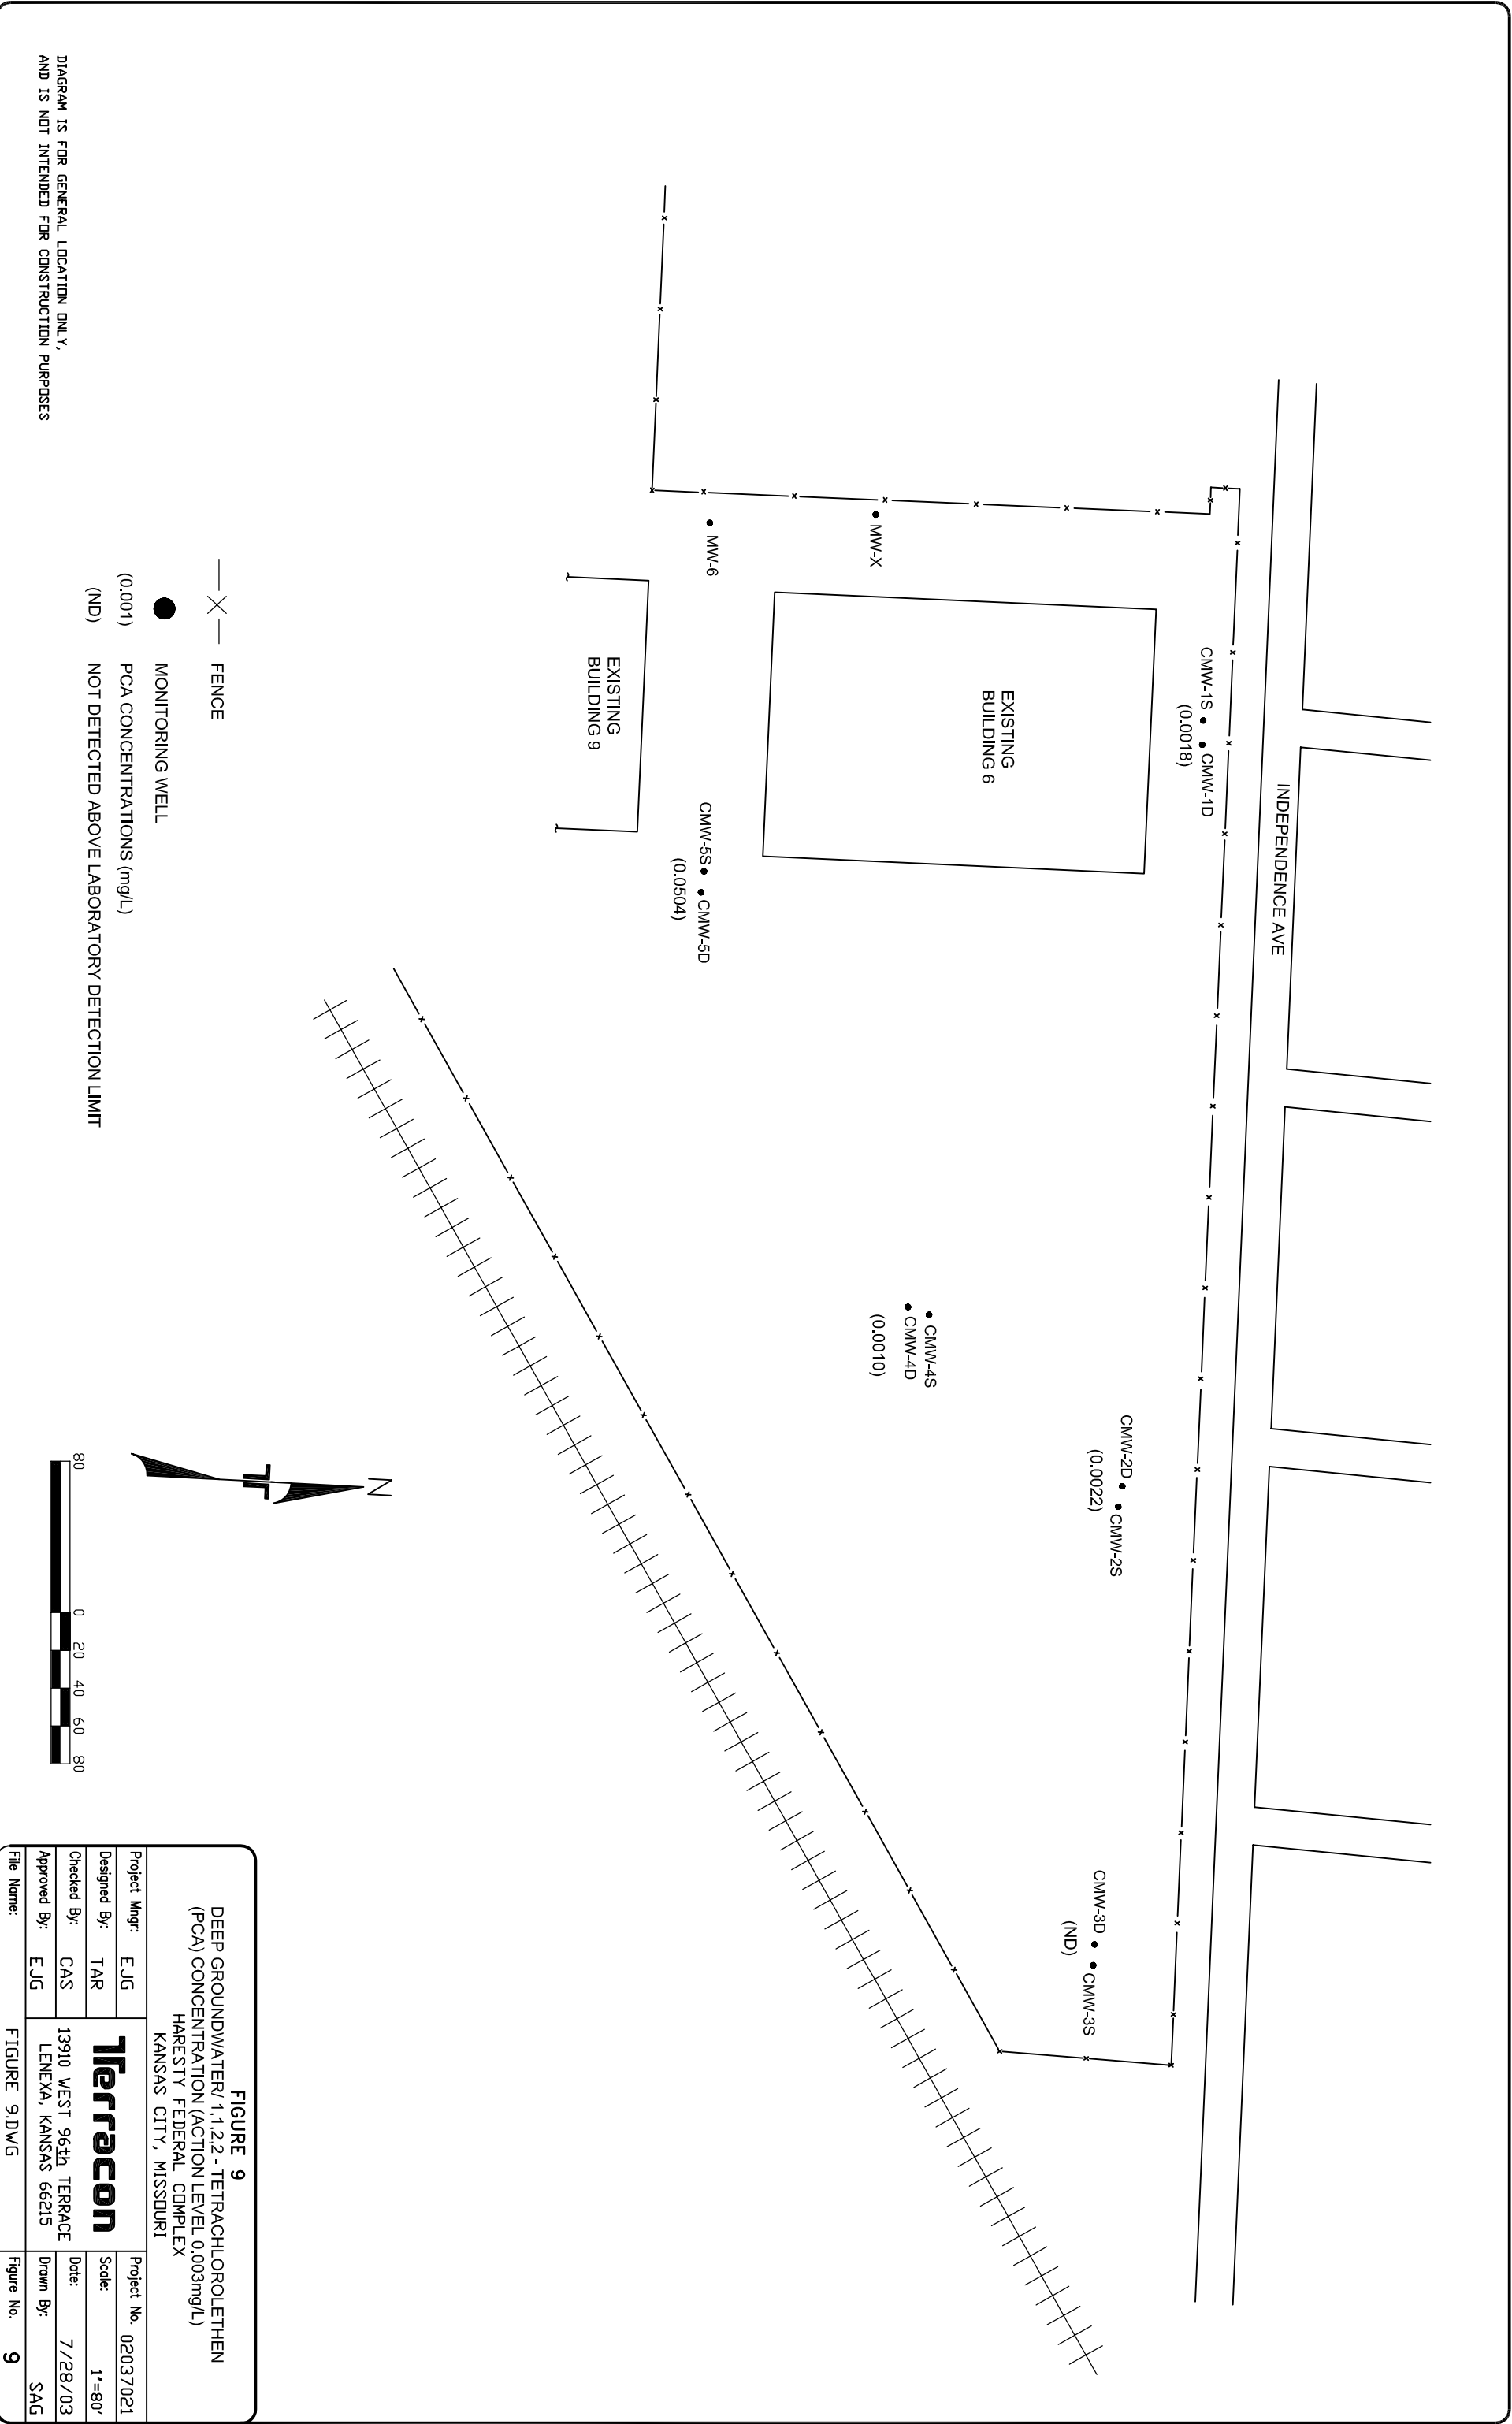 INDEPENDENCE AVE
CMW-1S
CMW-1D
(0.0018)
CMW-2D
CMW-2S
(0.0022)
CMW-3D
CMW-3S
(ND)
EXISTING
BUILDING 6
MW-X
CMW-4S
CMW-4D
(0.0010)
MW-6
CMW-5S
CMW-5D
(0.0504)
EXISTING
BUILDING 9
N
X FENCE
MONITORING WELL
(0.001) PCA CONCENTRATIONS (mg/L)
(ND) NOT DETECTED ABOVE LABORATORY DETECTION LIMIT
80 0 20 40 60 80
DIAGRAM IS FOR GENERAL LOCATION ONLY,
AND IS NOT INTENDED FOR CONSTRUCTION PURPOSES
FIGURE 9
DEEP GROUNDWATER/ 1,1,2,2 - TETRACHLOROLETHEN
(PCA) CONCENTRATION (ACTION LEVEL 0.003mg/L)
HARESTY FEDERAL COMPLEX
KANSAS CITY, MISSOURI
Project Mngr: EJG
Designed By: TAR
Checked By: CAS
Approved By: EJG
File Name: FIGURE 9.DWG
Terracon
13910 WEST 96th TERRACE
LENEXA, KANSAS 66215
Project No. 02037021
Scale: 1"=80'
Date: 7/28/03
Drawn By: SAG
Figure No. 9